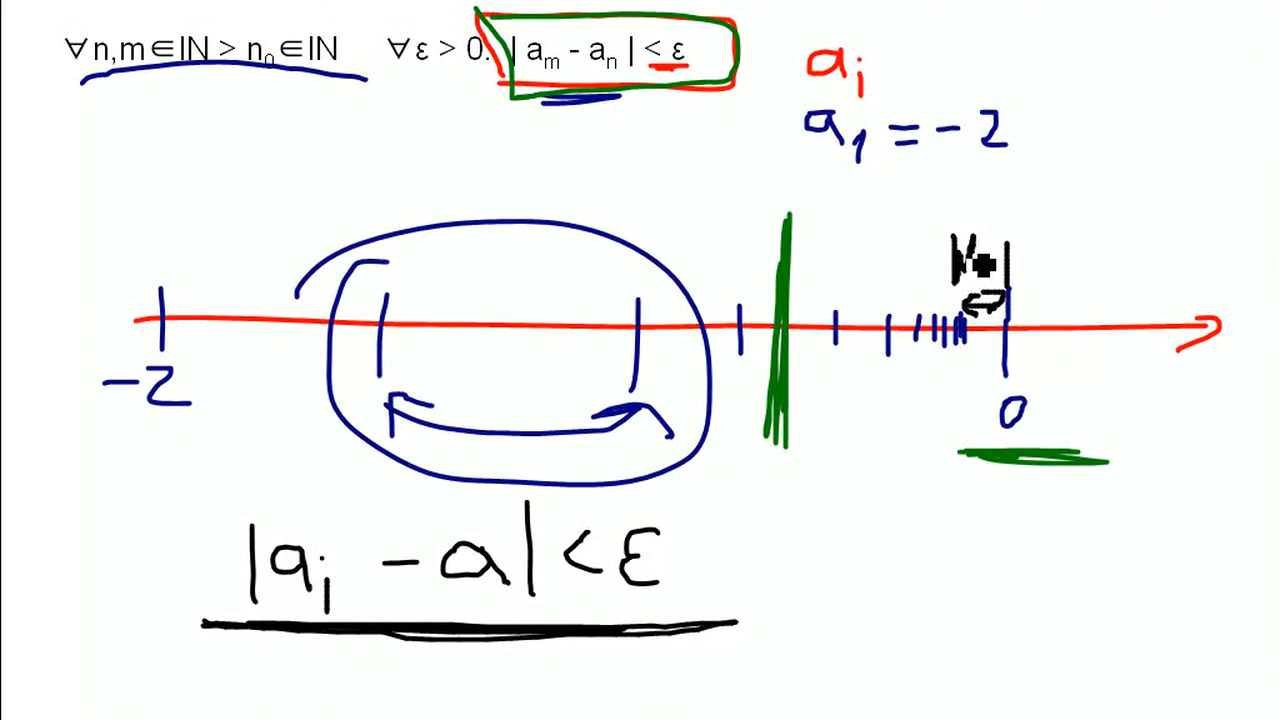 ∀n,m∈IN > n₀∈IN ∀ε > 0: | aₘ - aₙ | < ε
aᵢ
a₁ = - 2
-2
0
|aᵢ - a| < ε